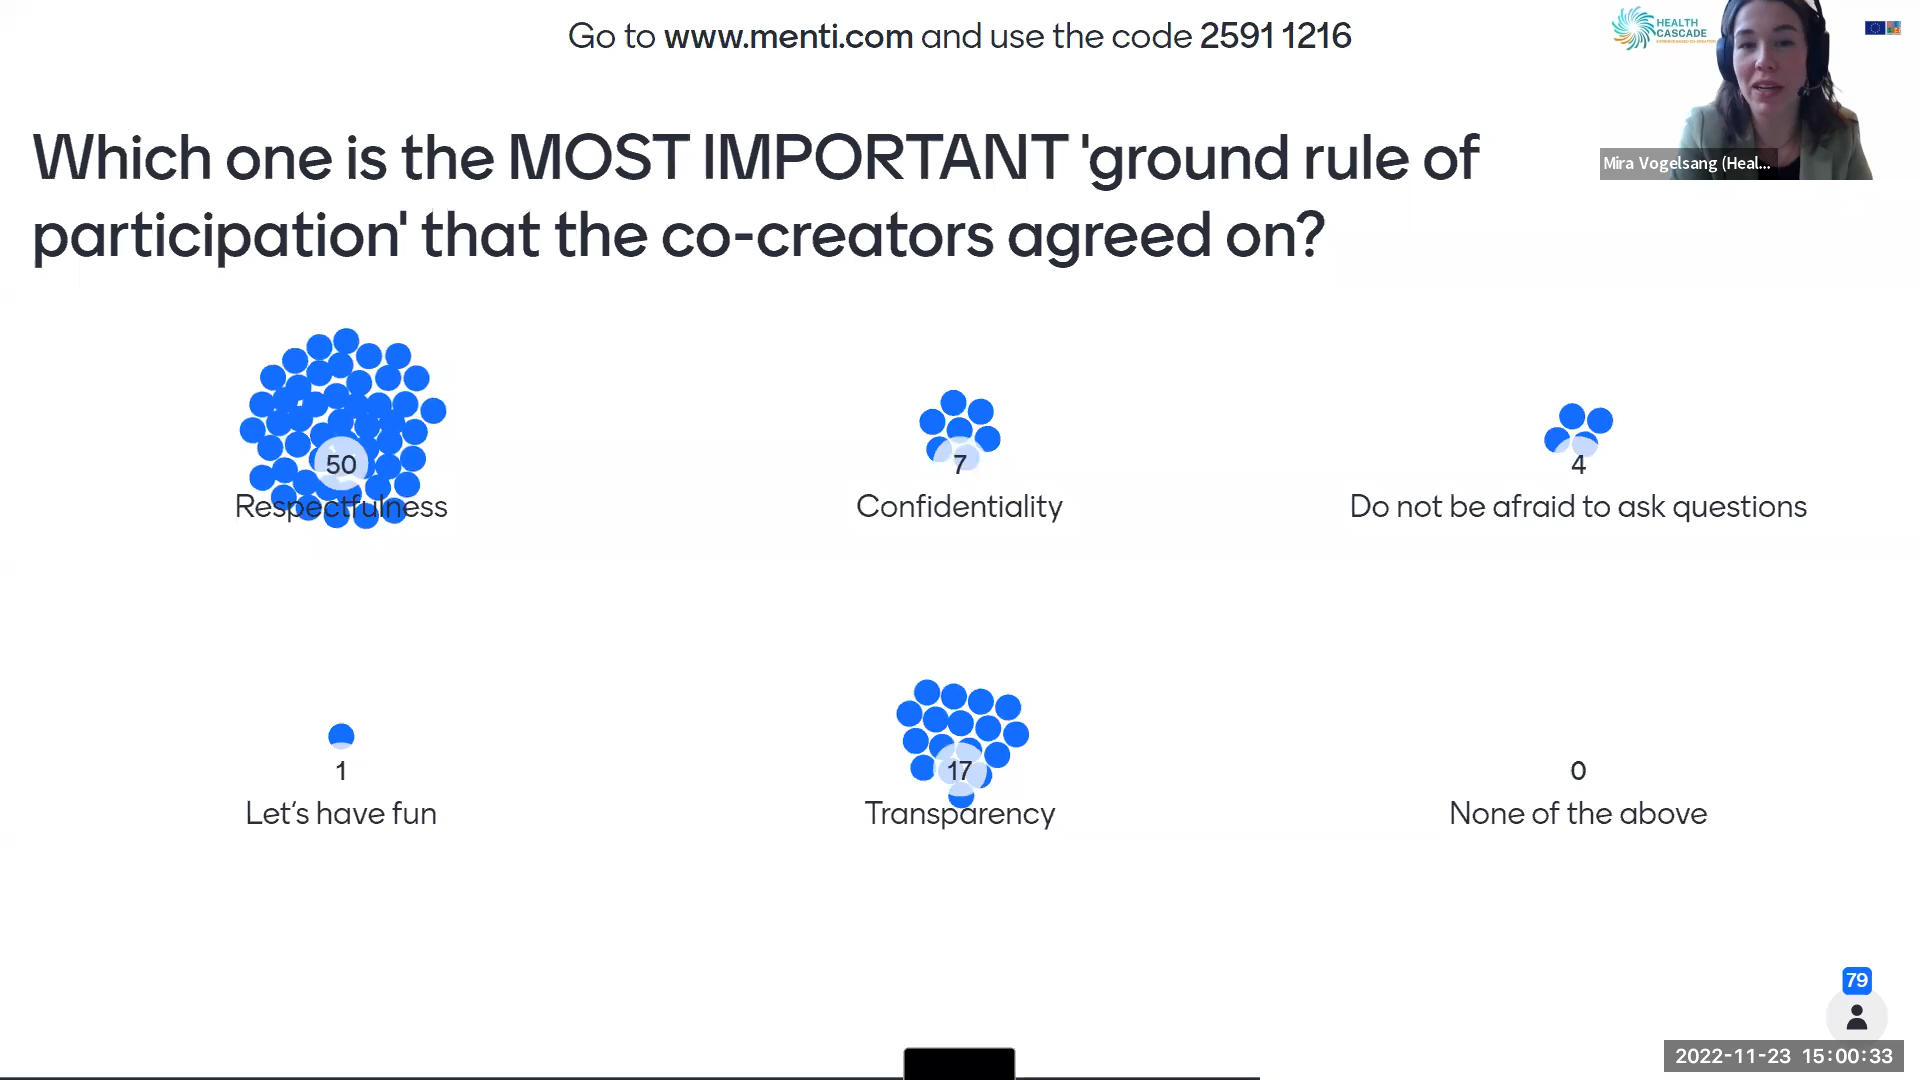 Go to www.menti.com and use the code 2591 1216
HEALTH
CASCADE
Mira Vogelsang (Heal...
Which one is the MOST IMPORTANT 'ground rule of
participation' that the co-creators agreed on?
50
Respectfulness
7
Confidentiality
4
Do not be afraid to ask questions
1
Let's have fun
17
Transparency
0
None of the above
79
2022-11-23 15:00:33